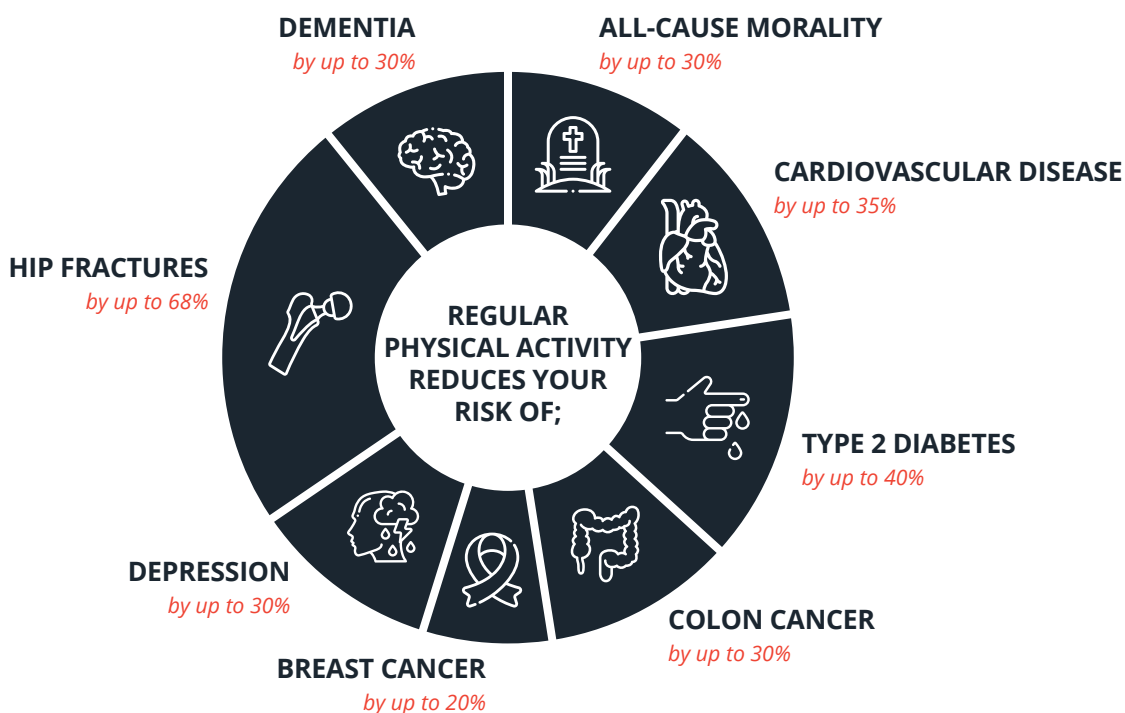 DEMENTIA
by up to 30%
ALL-CAUSE MORALITY
by up to 30%
CARDIOVASCULAR DISEASE
by up to 35%
HIP FRACTURES
by up to 68%
REGULAR
PHYSICAL ACTIVITY
REDUCES YOUR
RISK OF;
TYPE 2 DIABETES
by up to 40%
DEPRESSION
by up to 30%
COLON CANCER
by up to 30%
BREAST CANCER
by up to 20%